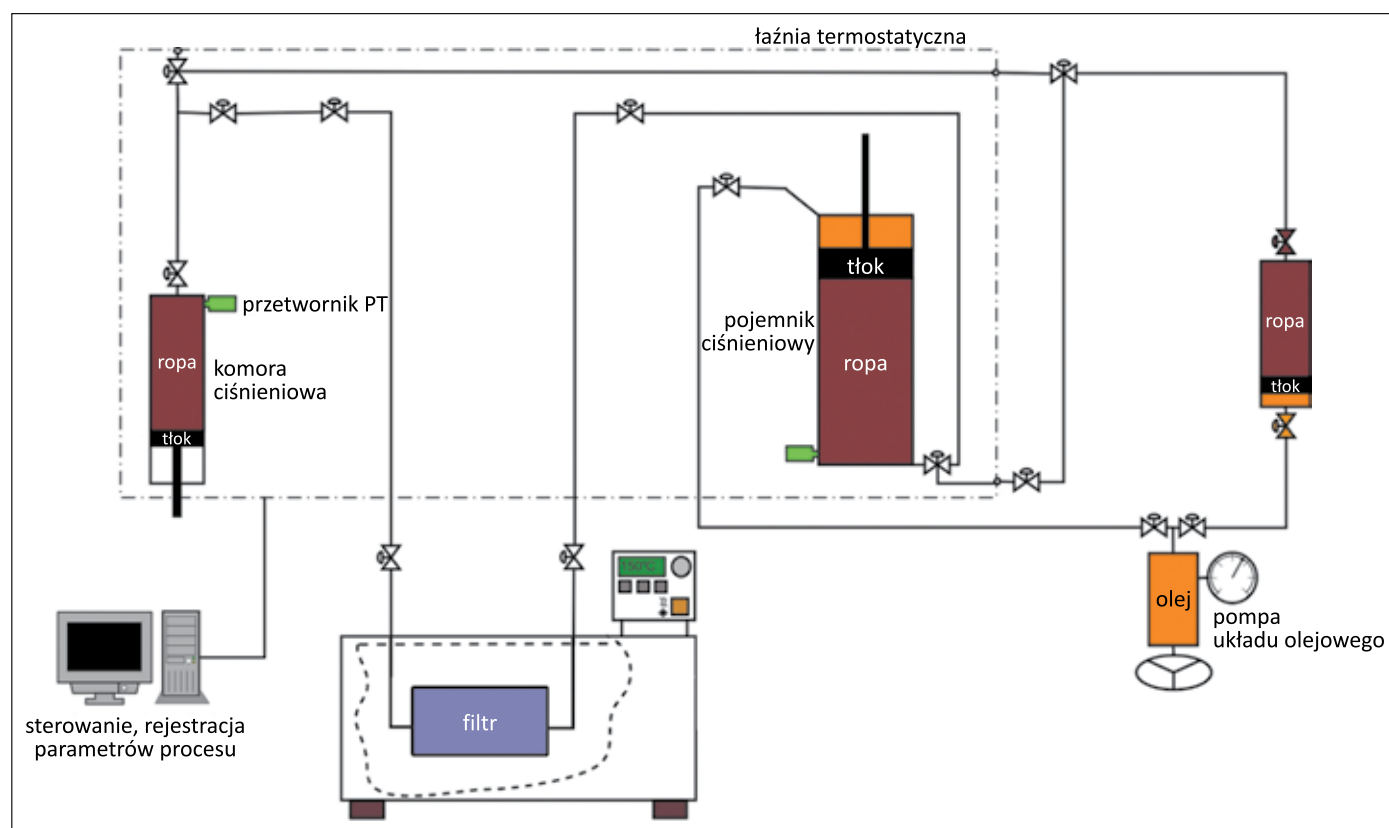 łaźnia termostatyczna
przetwornik PT
ropa
komora
ciśnieniowa
tłok
tłok
pojemnik
ciśnieniowy
ropa
ropa
tłok
150°C
olej
pompa
układu olejowego
filtr
sterowanie, rejestracja
parametrów procesu